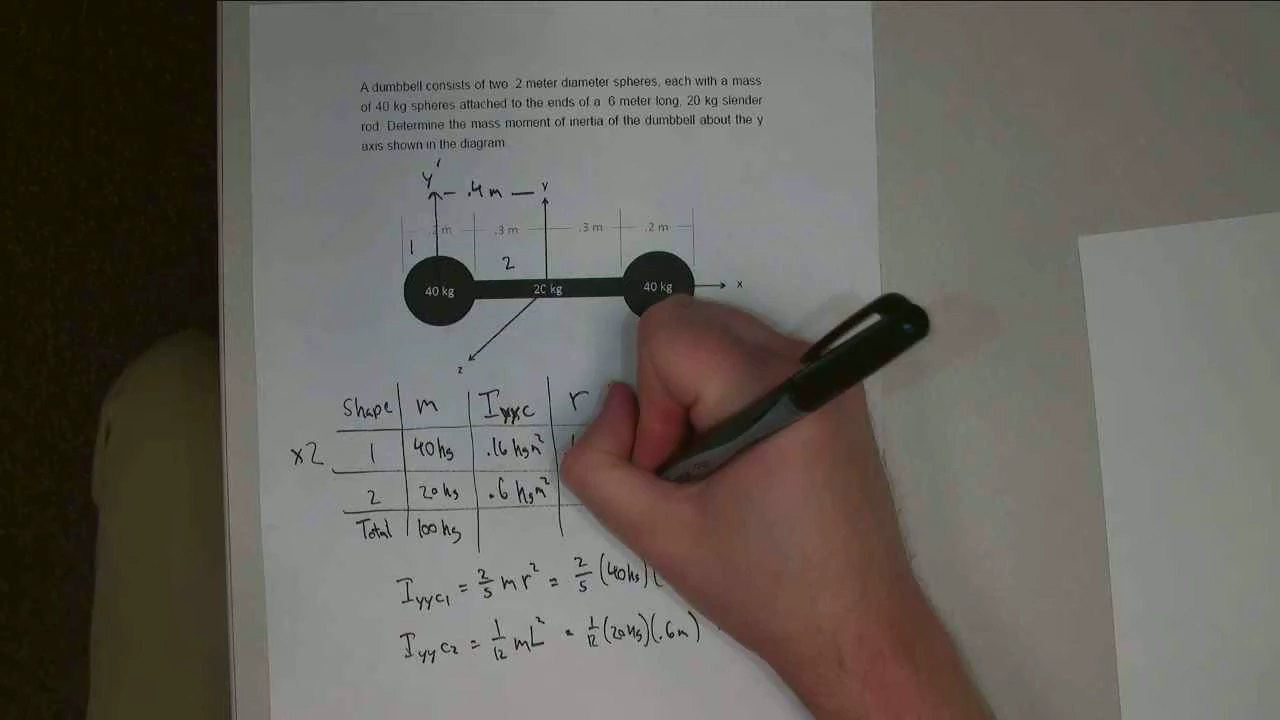 A dumbbell consists of two .2 meter diameter spheres, each with a mass
of 40 kg spheres attached to the ends of a .6 meter long, 20 kg slender
rod. Determine the mass moment of inertia of the dumbbell about the y
axis shown in the diagram.
y' .4m y
.2 m .3 m .3 m .2 m
1 2
40 kg 20 kg 40 kg x
z
Shape m Iyyc r
x2 1 40kg .16 kgm²
2 20kg .6 kgm²
Total 100kg
Iyyc1 = 2/5 mr² = 2/5 (40kg)(
Iyyc2 = 1/12 mL² = 1/12 (20kg)(.6m)